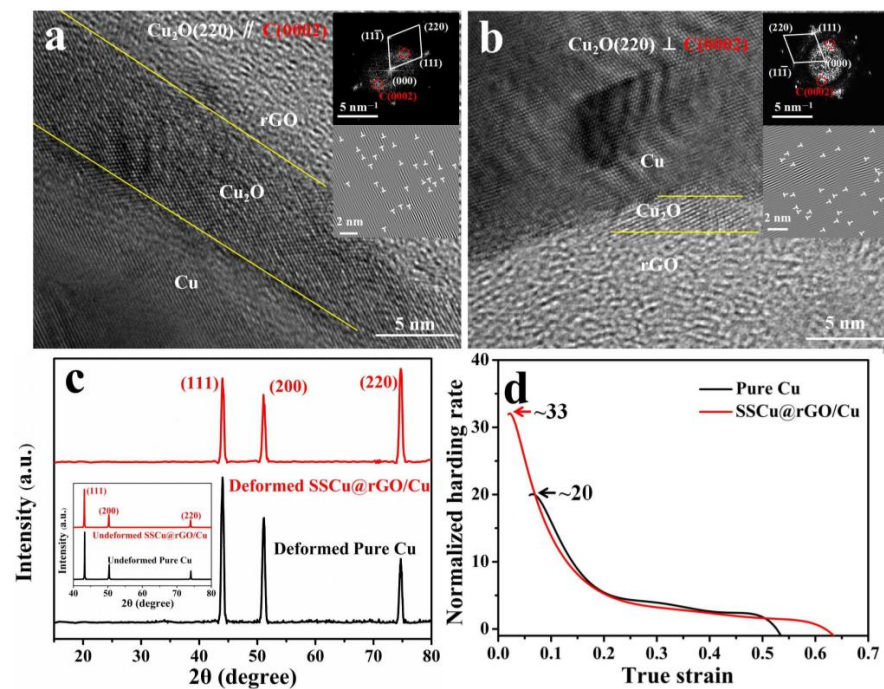 a
Cu₂O(220) ∥ C(0002)
(11̅1̅)
(220)
(111)
(000)
C(0002)
5 nm⁻¹
2 nm
rGO
Cu₂O
Cu
5 nm
b
Cu₂O(220) ⊥ C(0002)
(220)
(111)
(000)
(111̅)
C(0002)
5 nm⁻¹
2 nm
Cu
Cu₂O
rGO
5 nm
c
Intensity (a.u.)
(111)
(200)
(220)
Deformed SSCu@rGO/Cu
Deformed Pure Cu
Intensity (a.u.)
(111)
(200)
(220)
Undeformed SSCu@rGO/Cu
Undeformed Pure Cu
40 50 60 70 80
2θ (degree)
20 30 40 50 60 70 80
2θ (degree)
d
Normalized harding rate
40
30
20
10
0
Pure Cu
SSCu@rGO/Cu
~33
~20
0.0 0.1 0.2 0.3 0.4 0.5 0.6 0.7
True strain